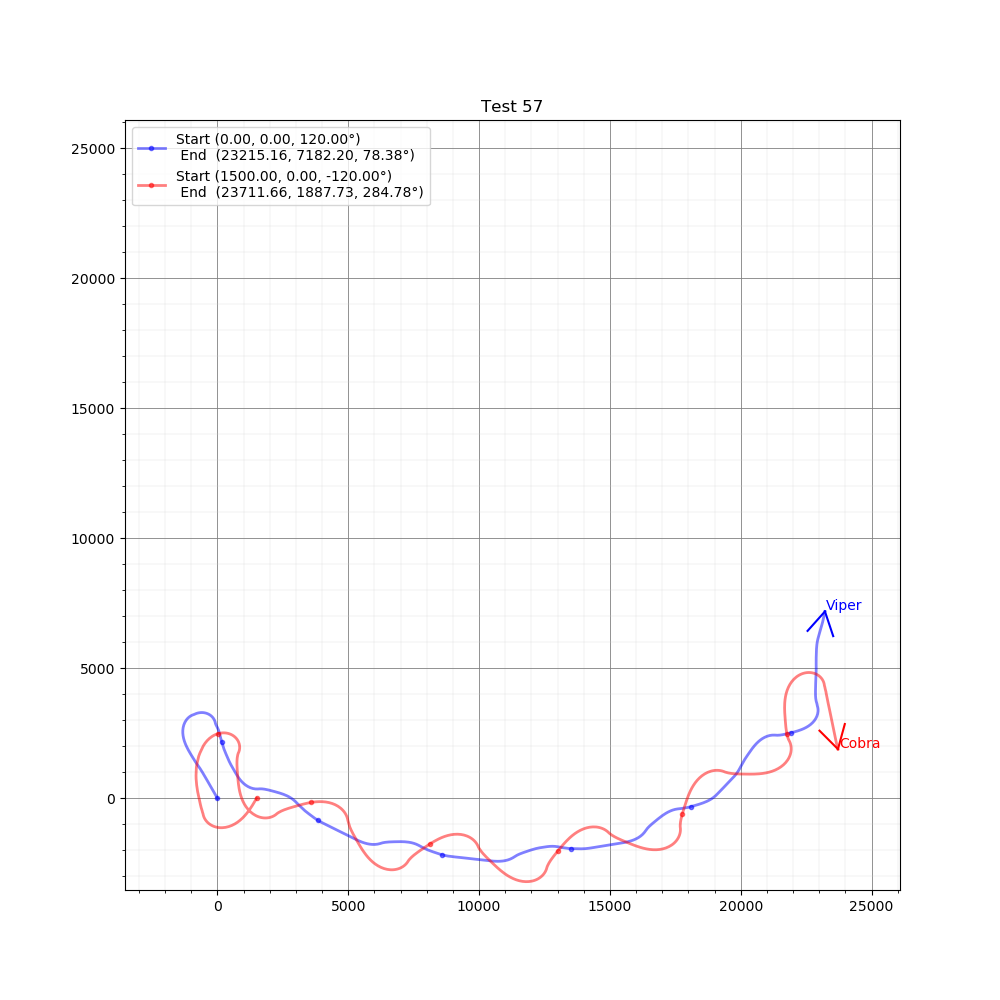 Test 57
Start (0.00, 0.00, 120.00°)
End (23215.16, 7182.20, 78.38°)
Start (1500.00, 0.00, -120.00°)
End (23711.66, 1887.73, 284.78°)
25000
20000
15000
10000
5000
0
Viper
Cobra
0 5000 10000 15000 20000 25000